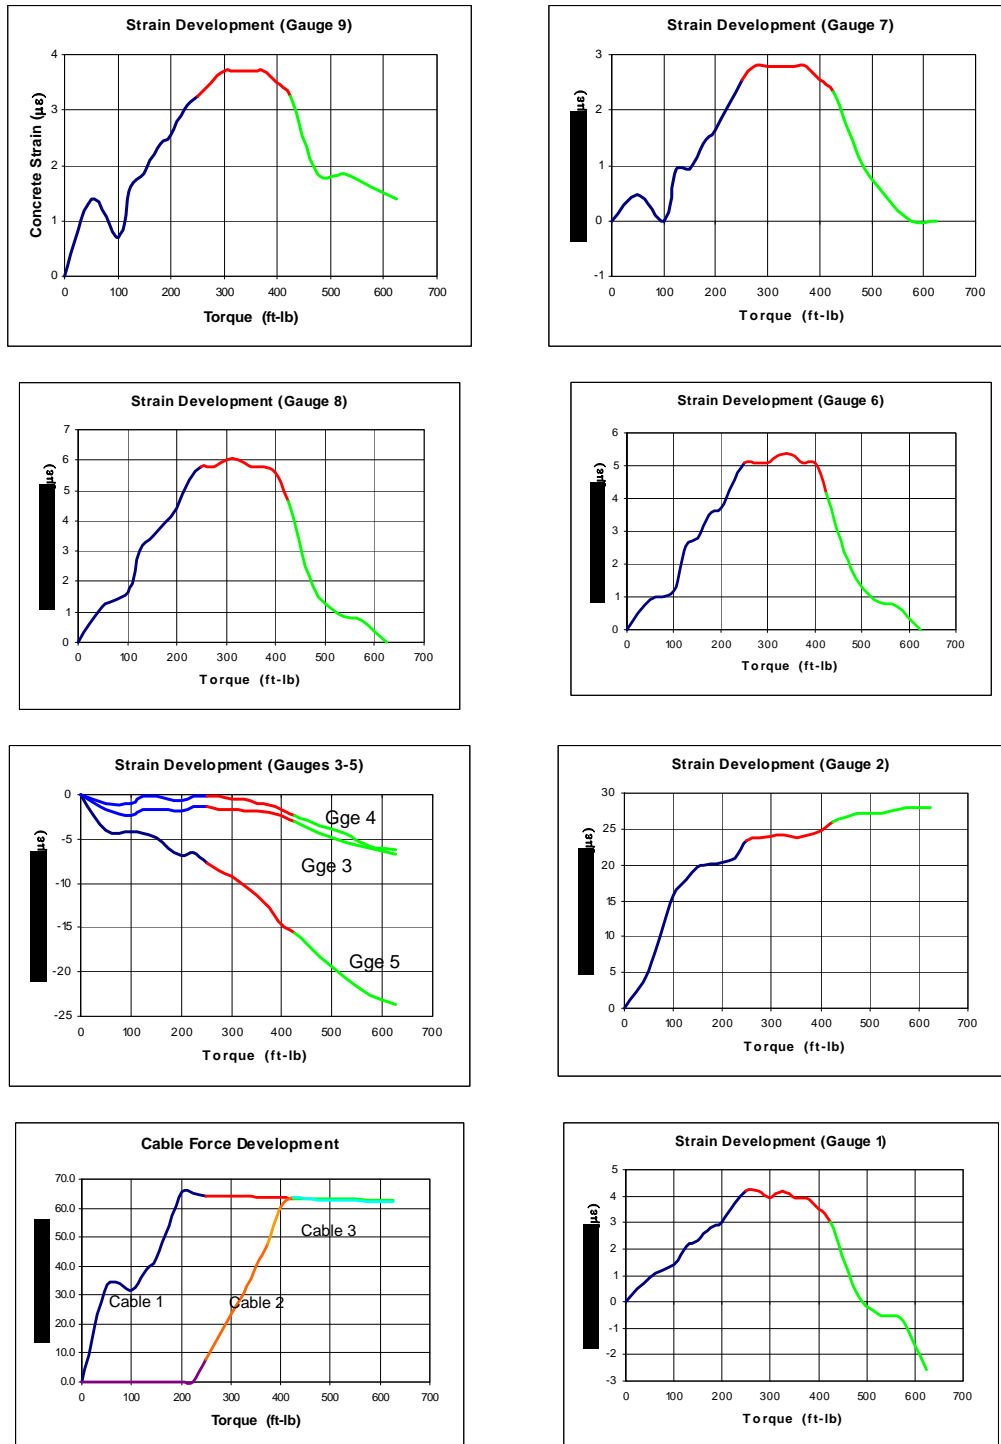 Strain Development (Gauge 9)
4
3
2
1
0
Concrete Strain (με)
0 100 200 300 400 500 600 700
Torque (ft-lb)
Strain Development (Gauge 7)
3
2
1
0
-1
0 100 200 300 400 500 600 700
Torque (ft-lb)
Strain Development (Gauge 8)
7
6
5
4
3
2
1
0
0 100 200 300 400 500 600 700
Torque (ft-lb)
Strain Development (Gauge 6)
6
5
4
3
2
1
0
0 100 200 300 400 500 600 700
Torque (ft-lb)
Strain Development (Gauges 3-5)
0
-5
-10
-15
-20
-25
Gge 4
Gge 3
Gge 5
0 100 200 300 400 500 600 700
Torque (ft-lb)
Strain Development (Gauge 2)
30
25
20
15
10
5
0
0 100 200 300 400 500 600 700
Torque (ft-lb)
Cable Force Development
70.0
60.0
50.0
40.0
30.0
20.0
10.0
0.0
Cable 3
Cable 1
Cable 2
0 100 200 300 400 500 600 700
Torque (ft-lb)
Strain Development (Gauge 1)
5
4
3
2
1
0
-1
-2
-3
0 100 200 300 400 500 600 700
Torque (ft-lb)